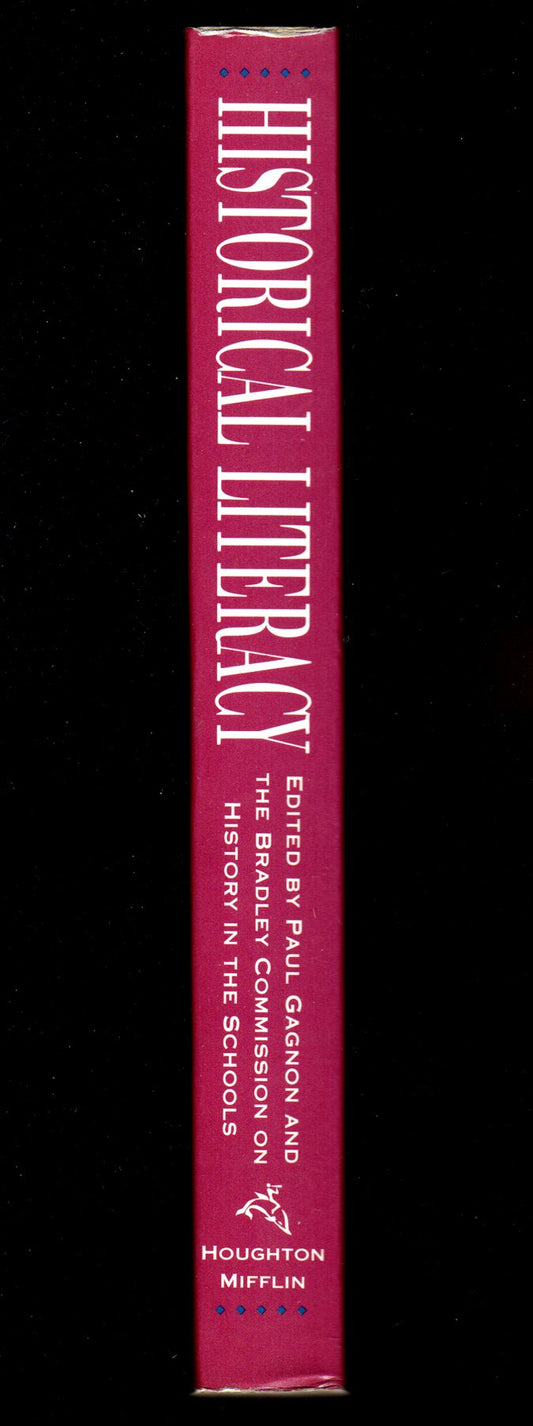 HISTORICAL LITERACY
EDITED BY PAUL GAGNON AND
THE BRADLEY COMMISSION ON
HISTORY IN THE SCHOOLS
HOUGHTON
MIFFLIN